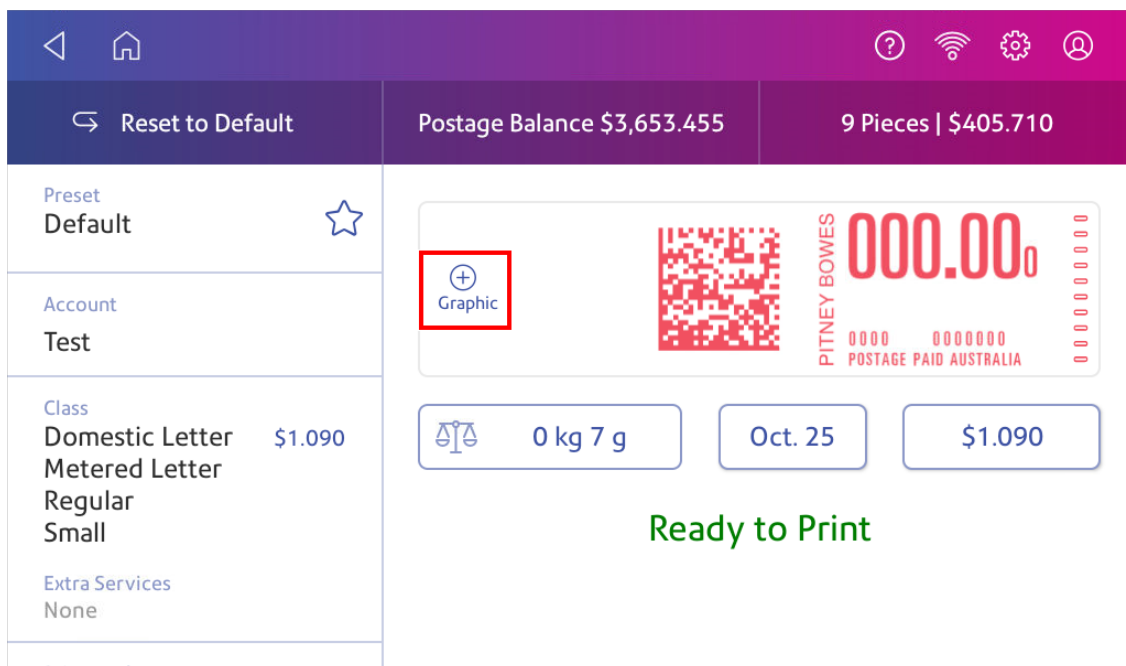 Reset to Default
Postage Balance $3,653.455
9 Pieces | $405.710
Preset
Default
Account
Test
Class
Domestic Letter $1.090
Metered Letter
Regular
Small
Extra Services
None
Graphic
PITNEY BOWES
000.000
0000 0000000
POSTAGE PAID AUSTRALIA
0 kg 7 g
Oct. 25
$1.090
Ready to Print